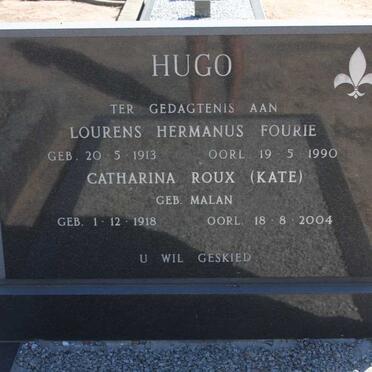 HUGO
TER GEDAGTENIS AAN
LOURENS HERMANUS FOURIE
GEB. 20·5·1913 OORL. 19·5·1990
CATHARINA ROUX (KATE)
GEB. MALAN
GEB. 1·12·1918 OORL. 18·8·2004
U WIL GESKIED